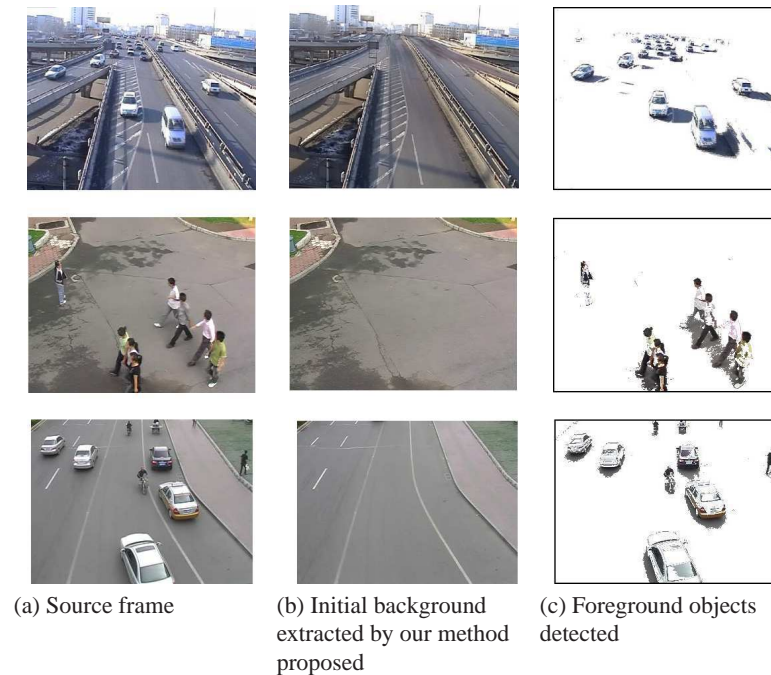 (a) Source frame
(b) Initial background
extracted by our method
proposed
(c) Foreground objects
detected